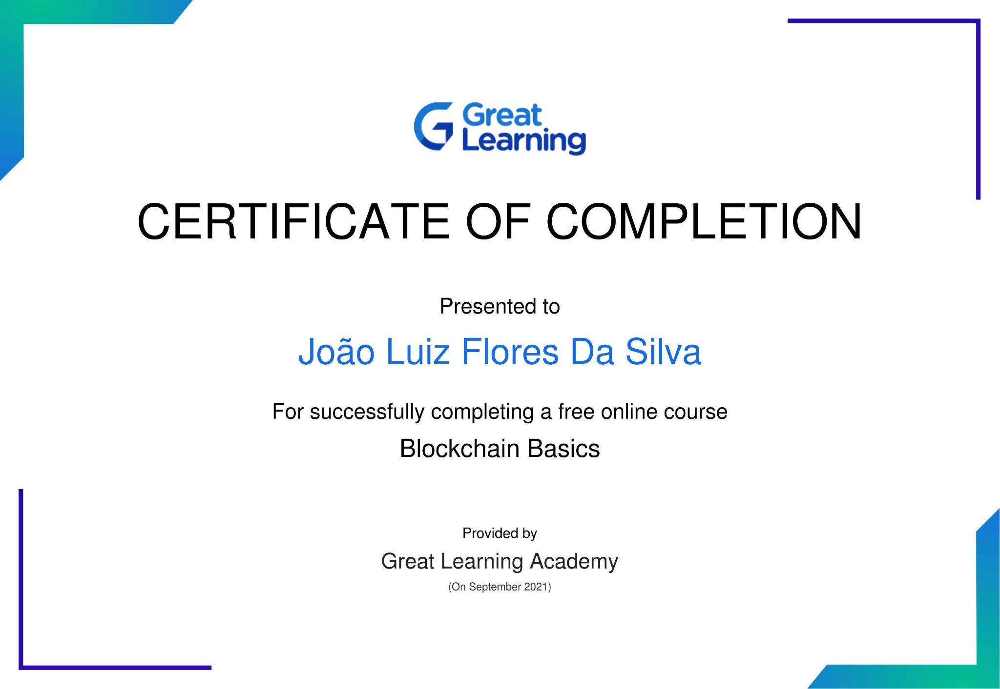 Great
Learning
CERTIFICATE OF COMPLETION
Presented to
João Luiz Flores Da Silva
For successfully completing a free online course
Blockchain Basics
Provided by
Great Learning Academy
(On September 2021)